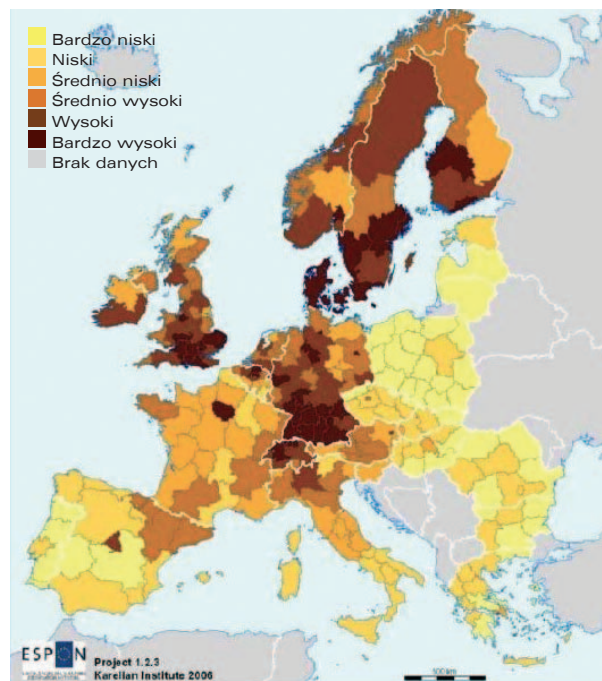 Bardzo niski
Niski
Średnio niski
Średnio wysoki
Wysoki
Bardzo wysoki
Brak danych
ESPON
Project 1.2.3
Karelian Institute 2006